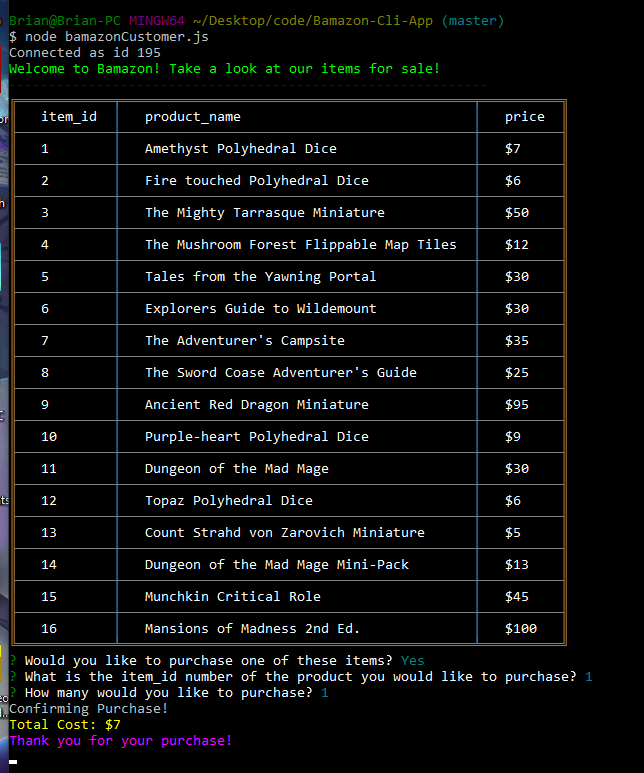 Brian@Brian-PC MINGW64 ~/Desktop/code/Bamazon-Cli-App (master)
$ node bamazonCustomer.js
Connected as id 195
Welcome to Bamazon! Take a look at our items for sale!
item_id product_name price
1 Amethyst Polyhedral Dice $7
2 Fire touched Polyhedral Dice $6
3 The Mighty Tarrasque Miniature $50
4 The Mushroom Forest Flippable Map Tiles $12
5 Tales from the Yawning Portal $30
6 Explorers Guide to Wildemount $30
7 The Adventurer's Campsite $35
8 The Sword Coase Adventurer's Guide $25
9 Ancient Red Dragon Miniature $95
10 Purple-heart Polyhedral Dice $9
11 Dungeon of the Mad Mage $30
12 Topaz Polyhedral Dice $6
13 Count Strahd von Zarovich Miniature $5
14 Dungeon of the Mad Mage Mini-Pack $13
15 Munchkin Critical Role $45
16 Mansions of Madness 2nd Ed. $100
? Would you like to purchase one of these items? Yes
? What is the item_id number of the product you would like to purchase? 1
? How many would you like to purchase? 1
Confirming Purchase!
Total Cost: $7
Thank you for your purchase!